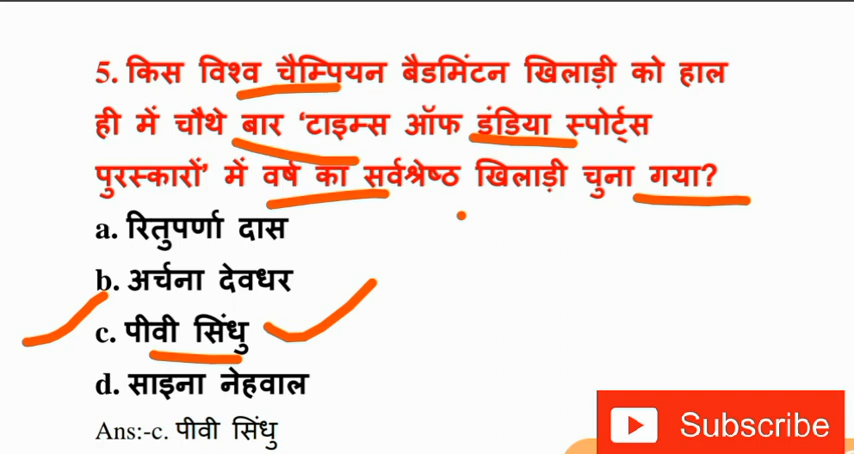 5. किस विश्व चैम्पियन बैडमिंटन खिलाड़ी को हाल
ही में चौथे बार ‘टाइम्स ऑफ इंडिया स्पोर्ट्स
पुरस्कारों’ में वर्ष का सर्वश्रेष्ठ खिलाड़ी चुना गया?
a. रितुपर्णा दास
b. अर्चना देवधर
c. पीवी सिंधु
d. साइना नेहवाल
Ans:-c. पीवी सिंधु
Subscribe